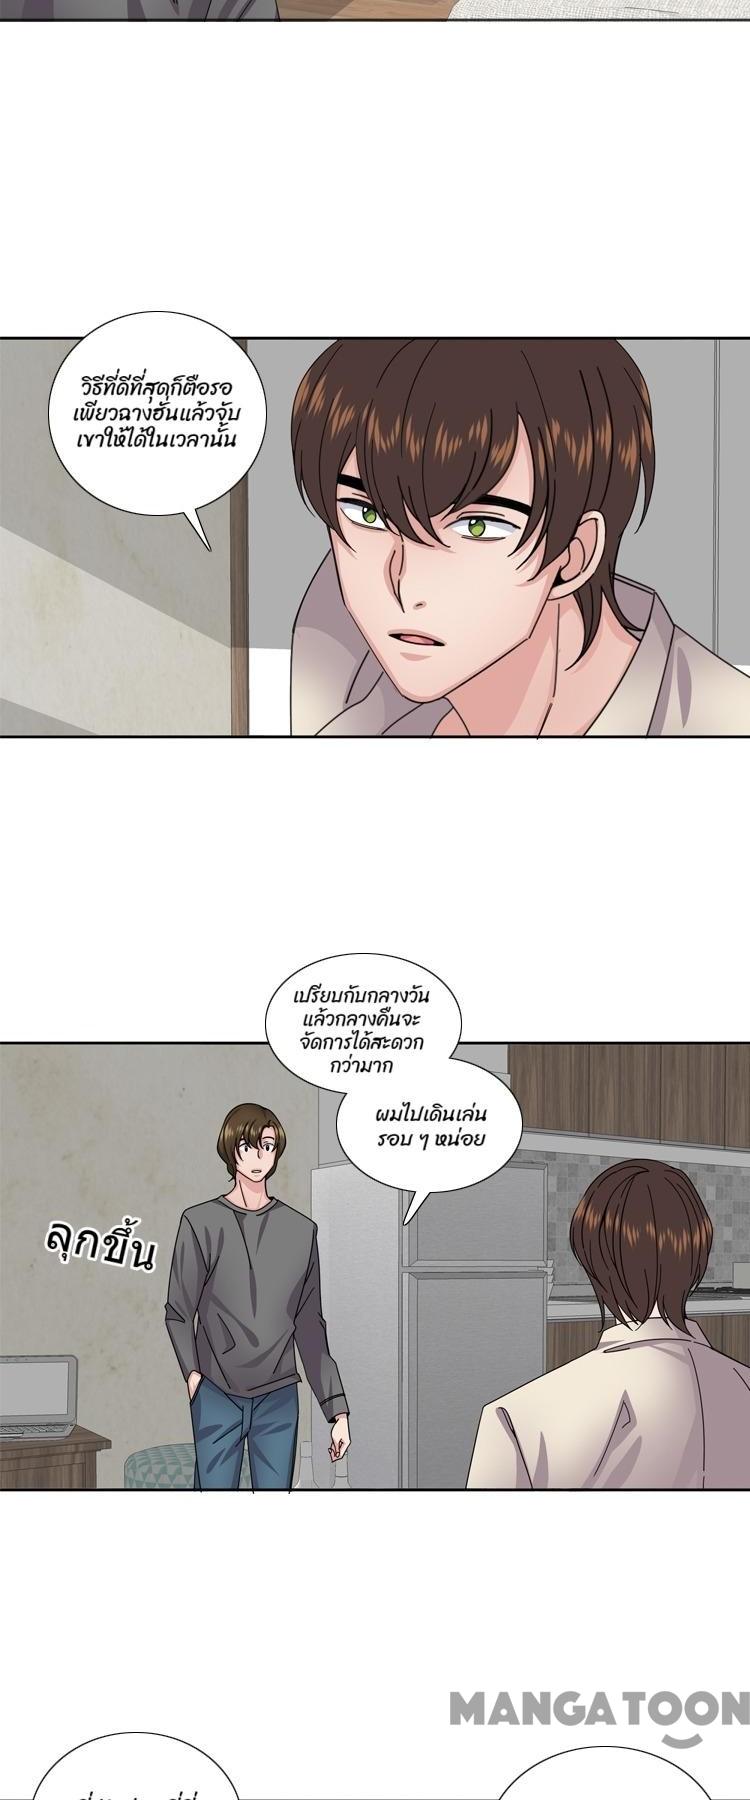 วิธีที่ดีที่สุดก็คือรอ
เพียวฉางฮันแล้วจับ
เขาให้ได้ในเวลานั้น
เปรียบกับกลางวัน
แล้วกลางคืนจะ
จัดการได้สะดวก
กว่ามาก
ผมไปเดินเล่น
รอบ ๆ หน่อย
ลุกขึ้น
MANGATOON